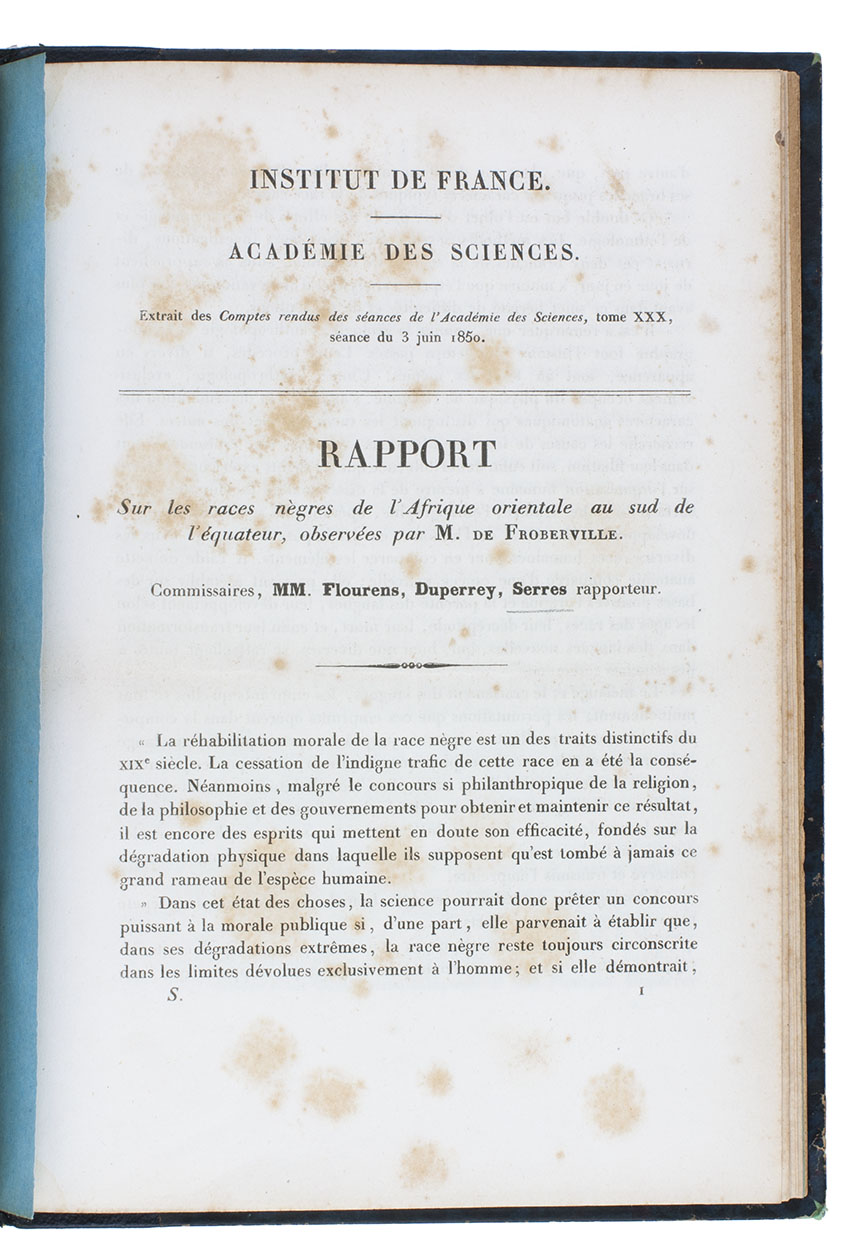 INSTITUT DE FRANCE.
ACADÉMIE DES SCIENCES.
Extrait des Comptes rendus des séances de l'Académie des Sciences, tome XXX,
séance du 3 juin 1850.
RAPPORT
Sur les races nègres de l'Afrique orientale au sud de
l'équateur, observées par M. DE FROBERVILLE.
Commissaires, MM. Flourens, Duperrey, Serres rapporteur.
« La réhabilitation morale de la race nègre est un des traits distinctifs du
XIXe siècle. La cessation de l'indigne trafic de cette race en a été la consé-
quence. Néanmoins, malgré le concours si philanthropique de la religion,
de la philosophie et des gouvernements pour obtenir et maintenir ce résultat,
il est encore des esprits qui mettent en doute son efficacité, fondés sur la
dégradation physique dans laquelle ils supposent qu'est tombé à jamais ce
grand rameau de l'espèce humaine.
» Dans cet état des choses, la science pourrait donc prêter un concours
puissant à la morale publique si, d'une part, elle parvenait à établir que,
dans ses dégradations extrêmes, la race nègre reste toujours circonscrite
dans les limites dévolues exclusivement à l'homme; et si elle démontrait,
S. 1